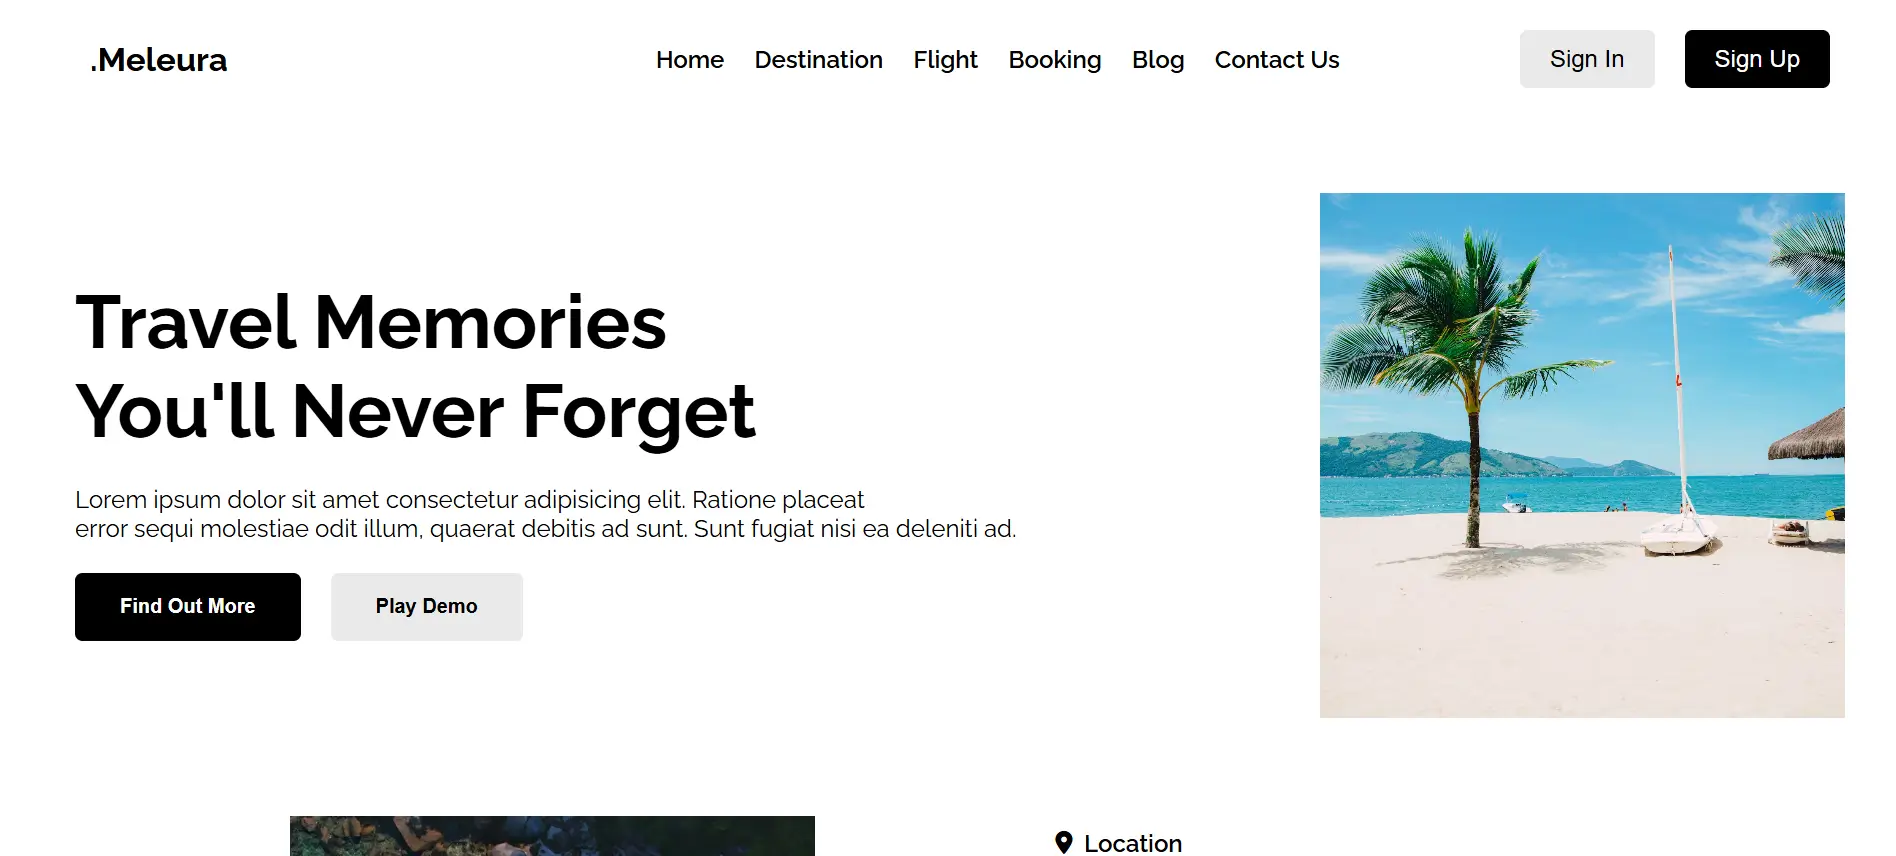 .Meleura
Home Destination Flight Booking Blog Contact Us
Sign In Sign Up
Travel Memories
You'll Never Forget
Lorem ipsum dolor sit amet consectetur adipisicing elit. Ratione placeat
error sequi molestiae odit illum, quaerat debitis ad sunt. Sunt fugiat nisi ea deleniti ad.
Find Out More Play Demo
Location